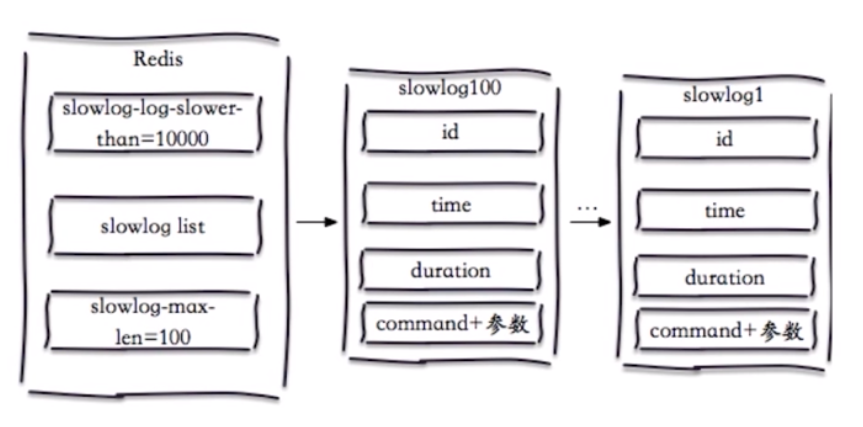 Redis
slowlog-log-slower-
than=10000
slowlog list
slowlog-max-
len=100
slowlog100
id
time
duration
command+参数
...
slowlog1
id
time
duration
command+参数